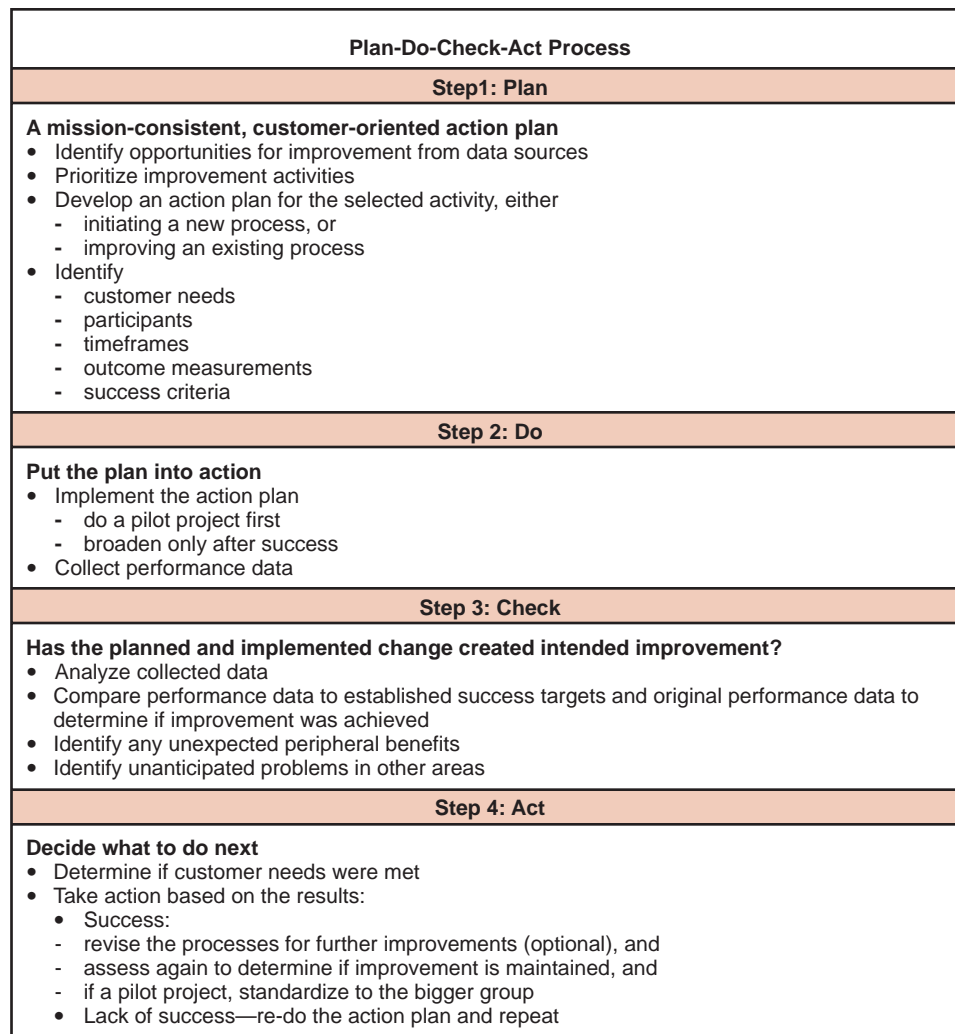 Plan-Do-Check-Act Process
Step1: Plan
A mission-consistent, customer-oriented action plan
• Identify opportunities for improvement from data sources
• Prioritize improvement activities
• Develop an action plan for the selected activity, either
- initiating a new process, or
- improving an existing process
• Identify
- customer needs
- participants
- timeframes
- outcome measurements
- success criteria
Step 2: Do
Put the plan into action
• Implement the action plan
- do a pilot project first
- broaden only after success
• Collect performance data
Step 3: Check
Has the planned and implemented change created intended improvement?
• Analyze collected data
• Compare performance data to established success targets and original performance data to
determine if improvement was achieved
• Identify any unexpected peripheral benefits
• Identify unanticipated problems in other areas
Step 4: Act
Decide what to do next
• Determine if customer needs were met
• Take action based on the results:
• Success:
- revise the processes for further improvements (optional), and
- assess again to determine if improvement is maintained, and
- if a pilot project, standardize to the bigger group
• Lack of success—re-do the action plan and repeat